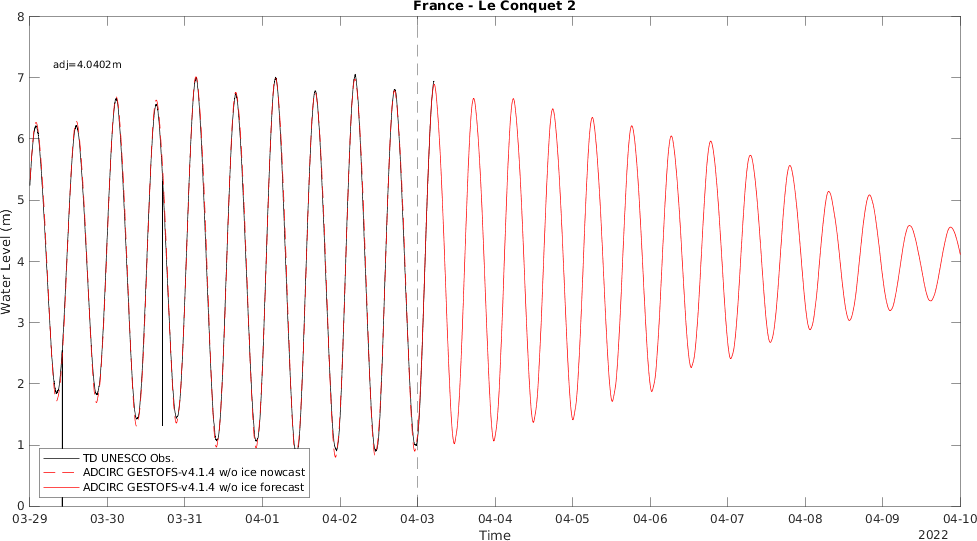 France - Le Conquet 2
8
7
6
5
4
3
2
1
0
Water Level (m)
adj=4.0402m
TD UNESCO Obs.
ADCIRC GESTOFS-v4.1.4 w/o ice nowcast
ADCIRC GESTOFS-v4.1.4 w/o ice forecast
03-29 03-30 03-31 04-01 04-02 04-03 04-04 04-05 04-06 04-07 04-08 04-09 04-10
Time
2022